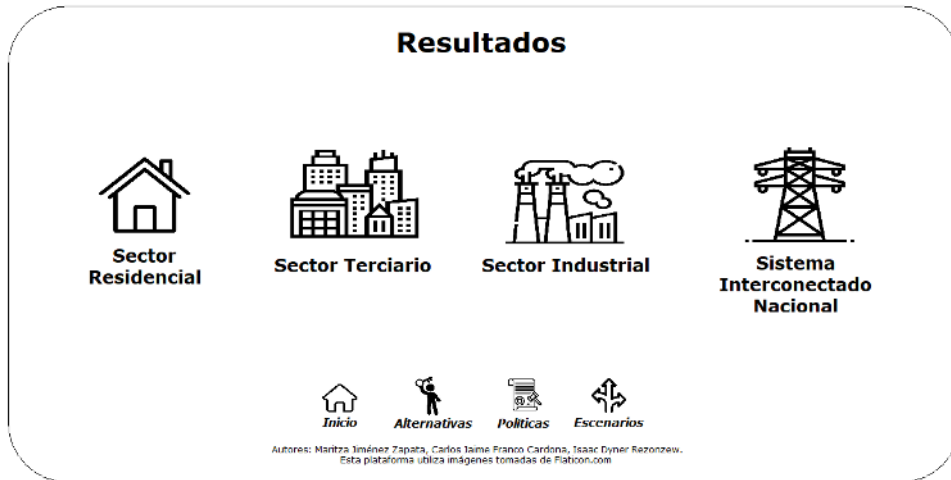 Resultados
Sector
Residencial
Sector Terciario
Sector Industrial
Sistema
Interconectado
Nacional
Inicio
Alternativas
Políticas
Escenarios
Autores: Maritza Jiménez Zapata, Carlos Jaime Franco Cardona, Isaac Dyner Rezonzew.
Esta plataforma utiliza imágenes tomadas de Flaticon.com